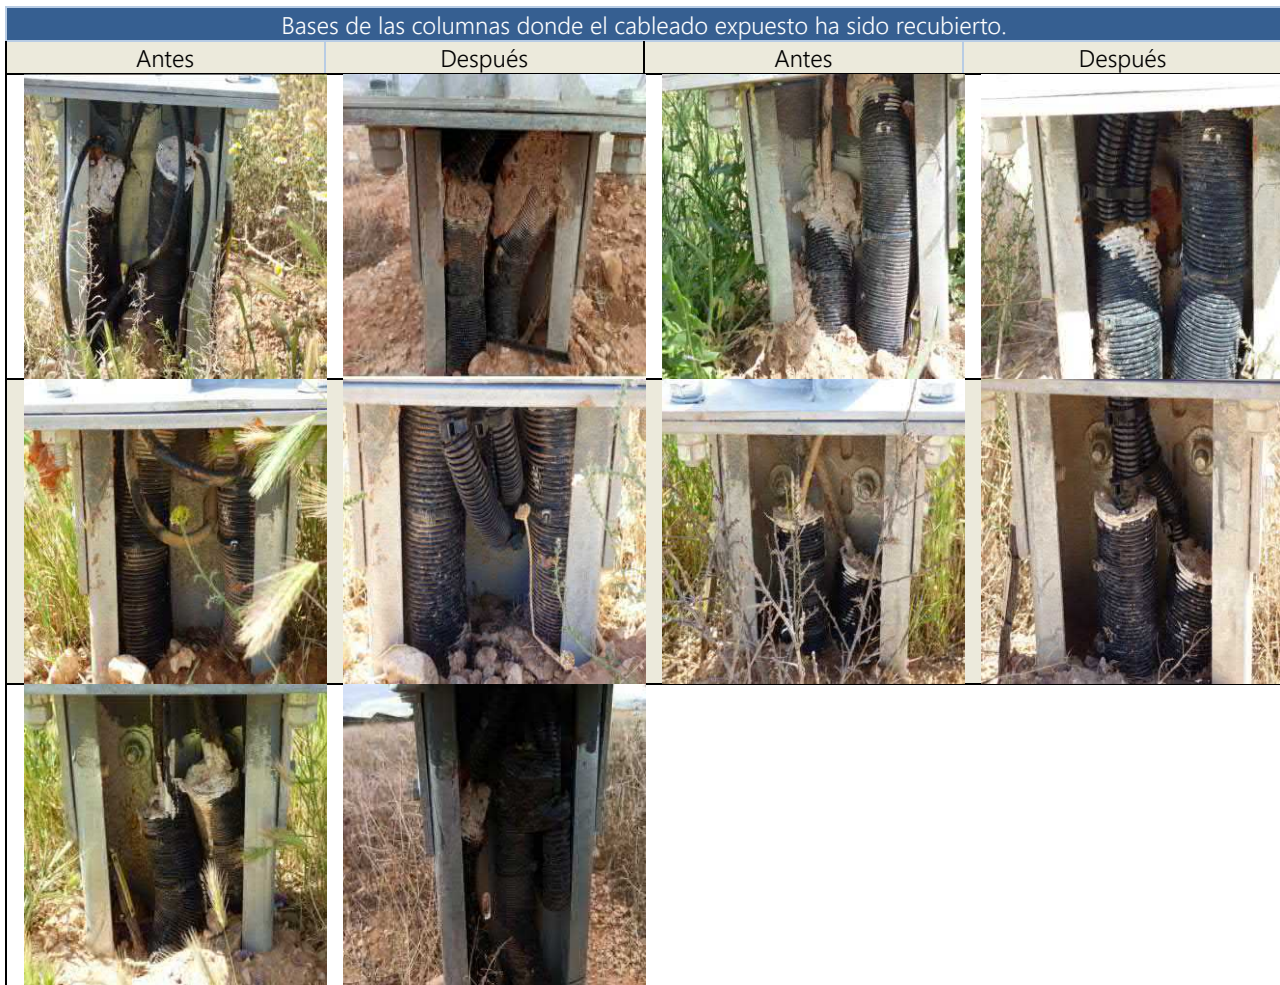 Bases de las columnas donde el cableado expuesto ha sido recubierto.
Antes
Después
Antes
Después